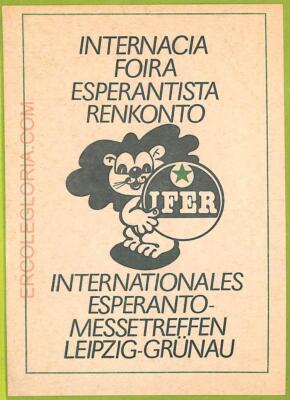 INTERNACIA
FOIRA
ESPERANTISTA
RENKONTO
IFER
INTERNATIONALES
ESPERANTO-
MESSETREFFEN
LEIPZIG-GRÜNAU
ERCOLEGLORIA.COM